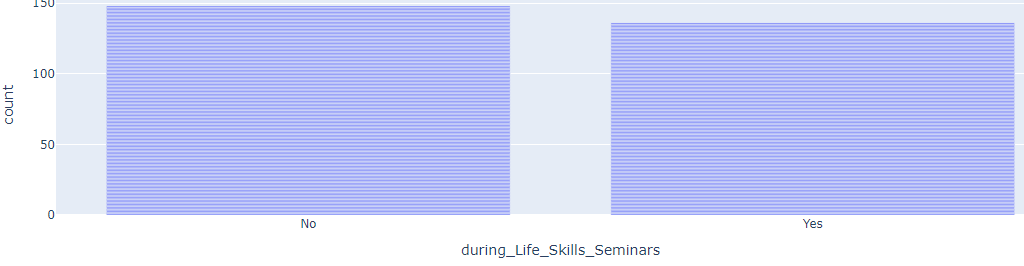 150
100
50
0
count
No
Yes
during_Life_Skills_Seminars